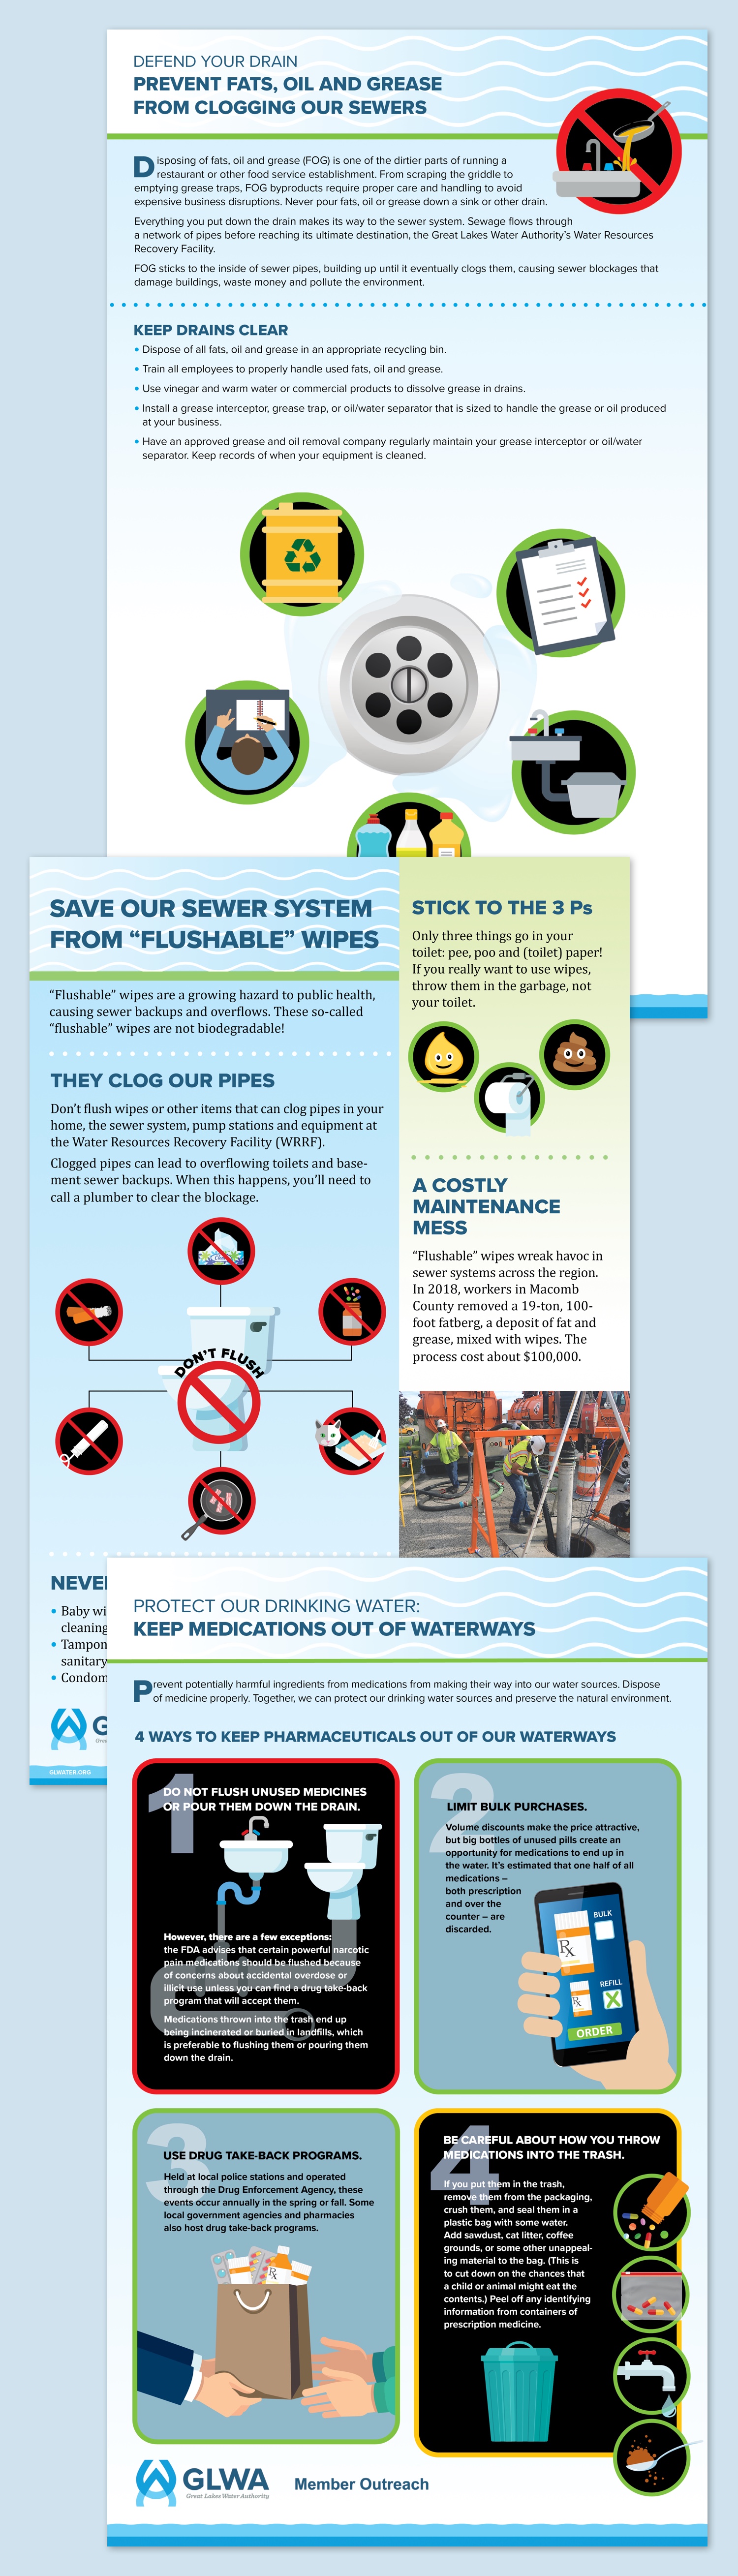 DEFEND YOUR DRAIN
PREVENT FATS, OIL AND GREASE
FROM CLOGGING OUR SEWERS
Disposing of fats, oil and grease (FOG) is one of the dirtier parts of running a
restaurant or other food service establishment. From scraping the griddle to
emptying grease traps, FOG byproducts require proper care and handling to avoid
expensive business disruptions. Never pour fats, oil or grease down a sink or other drain.
Everything you put down the drain makes its way to the sewer system. Sewage flows through
a network of pipes before reaching its ultimate destination, the Great Lakes Water Authority's Water Resources
Recovery Facility.
FOG sticks to the inside of sewer pipes, building up until it eventually clogs them, causing sewer blockages that
damage buildings, waste money and pollute the environment.
KEEP DRAINS CLEAR
• Dispose of all fats, oil and grease in an appropriate recycling bin.
• Train all employees to properly handle used fats, oil and grease.
• Use vinegar and warm water or commercial products to dissolve grease in drains.
• Install a grease interceptor, grease trap, or oil/water separator that is sized to handle the grease or oil produced
at your business.
• Have an approved grease and oil removal company regularly maintain your grease interceptor or oil/water
separator. Keep records of when your equipment is cleaned.
SAVE OUR SEWER SYSTEM
FROM “FLUSHABLE” WIPES
“Flushable” wipes are a growing hazard to public health,
causing sewer backups and overflows. These so-called
“flushable” wipes are not biodegradable!
THEY CLOG OUR PIPES
Don’t flush wipes or other items that can clog pipes in your
home, the sewer system, pump stations and equipment at
the Water Resources Recovery Facility (WRRF).
Clogged pipes can lead to overflowing toilets and base-
ment sewer backups. When this happens, you’ll need to
call a plumber to clear the blockage.
DON'T FLUSH
NEVE
• Baby wi
cleaning
• Tampon
sanitary
• Condom
G
Grea
GLWATER.ORG
STICK TO THE 3 Ps
Only three things go in your
toilet: pee, poo and (toilet) paper!
If you really want to use wipes,
throw them in the garbage, not
your toilet.
A COSTLY
MAINTENANCE
MESS
“Flushable” wipes wreak havoc in
sewer systems across the region.
In 2018, workers in Macomb
County removed a 19-ton, 100-
foot fatberg, a deposit of fat and
grease, mixed with wipes. The
process cost about $100,000.
PROTECT OUR DRINKING WATER:
KEEP MEDICATIONS OUT OF WATERWAYS
Prevent potentially harmful ingredients from medications from making their way into our water sources. Dispose
of medicine properly. Together, we can protect our drinking water sources and preserve the natural environment.
4 WAYS TO KEEP PHARMACEUTICALS OUT OF OUR WATERWAYS
1
DO NOT FLUSH UNUSED MEDICINES
OR POUR THEM DOWN THE DRAIN.
However, there are a few exceptions:
the FDA advises that certain powerful narcotic
pain medications should be flushed because
of concerns about accidental overdose or
illicit use unless you can find a drug take-back
program that will accept them.
Medications thrown into the trash end up
being incinerated or buried in landfills, which
is preferable to flushing them or pouring them
down the drain.
2
LIMIT BULK PURCHASES.
Volume discounts make the price attractive,
but big bottles of unused pills create an
opportunity for medications to end up in
the water. It’s estimated that one half of all
medications –
both prescription
and over the
counter – are
discarded.
BULK
Rx
REFILL
Rx
X
ORDER
3
USE DRUG TAKE-BACK PROGRAMS.
Held at local police stations and operated
through the Drug Enforcement Agency, these
events occur annually in the spring or fall. Some
local government agencies and pharmacies
also host drug take-back programs.
Rx
4
BE CAREFUL ABOUT HOW YOU THROW
MEDICATIONS INTO THE TRASH.
If you put them in the trash,
remove them from the packaging,
crush them, and seal them in a
plastic bag with some water.
Add sawdust, cat litter, coffee
grounds, or some other unappeal-
ing material to the bag. (This is
to cut down on the chances that
a child or animal might eat the
contents.) Peel off any identifying
information from containers of
prescription medicine.
GLWA
Great Lakes Water Authority
Member Outreach